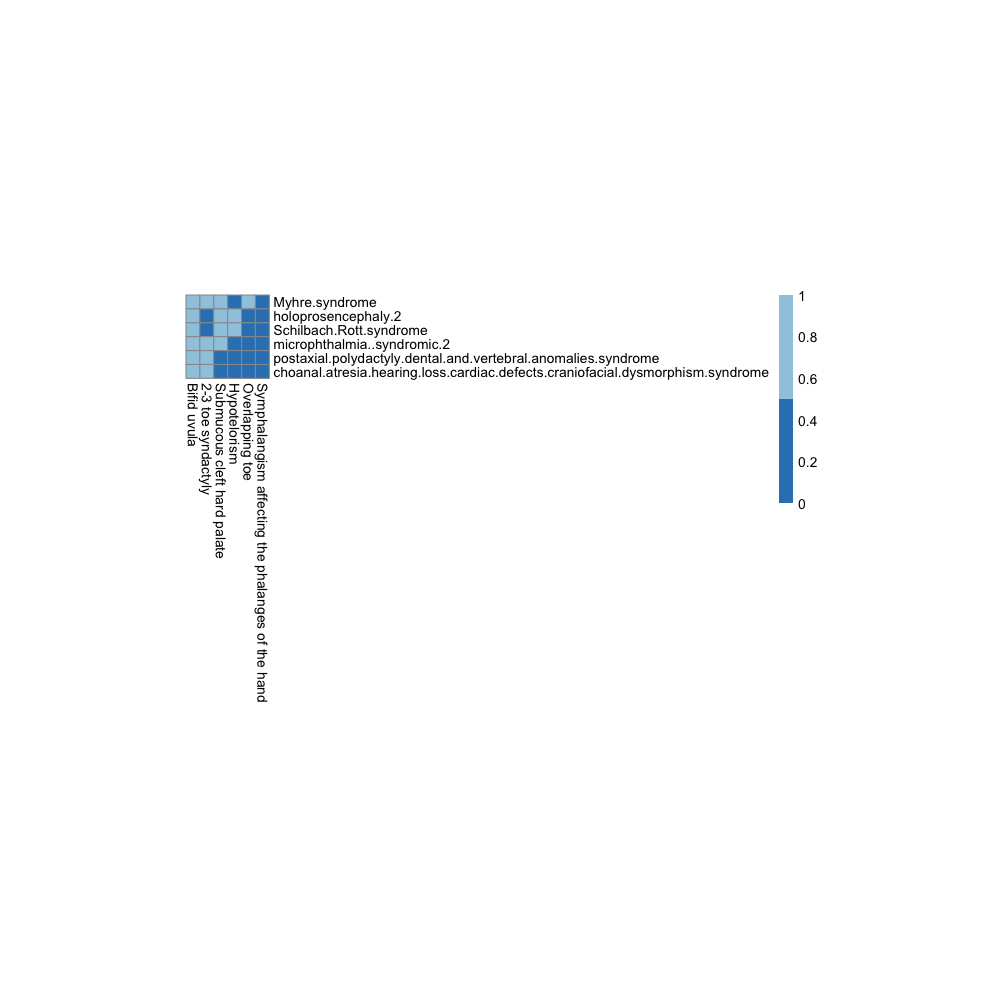 Myhre.syndrome
holoprosencephaly.2
Schilbach.Rott.syndrome
microphthalmia..syndromic.2
postaxial.polydactyly.dental.and.vertebral.anomalies.syndrome
choanal.atresia.hearing.loss.cardiac.defects.craniofacial.dysmorphism.syndrome
Bifid uvula
2-3 toe syndactyly
Submucous cleft hard palate
Hypotelorism
Overlapping toe
Symphalangism affecting the phalanges of the hand
1
0.8
0.6
0.4
0.2
0